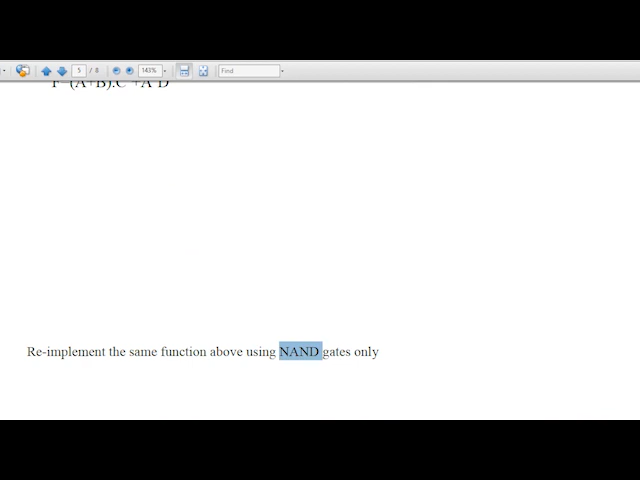 5 / 8 143% Find
F=(A+B).C +A D
Re-implement the same function above using NAND gates only